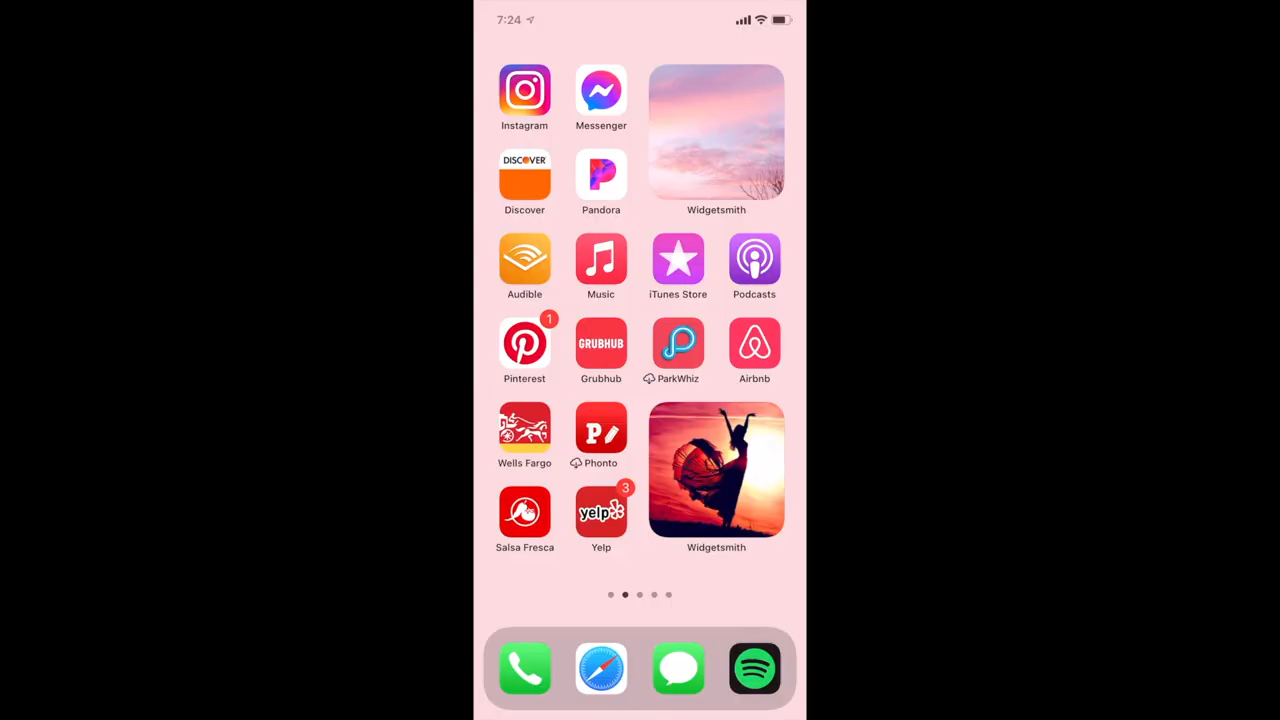 7:24
Instagram
Messenger
DISCOVER
Discover
Pandora
Widgetsmith
Audible
Music
iTunes Store
Podcasts
1
Pinterest
GRUBHUB
Grubhub
ParkWhiz
Airbnb
Wells Fargo
P
Phonto
Widgetsmith
Salsa Fresca
3
yelp
Yelp